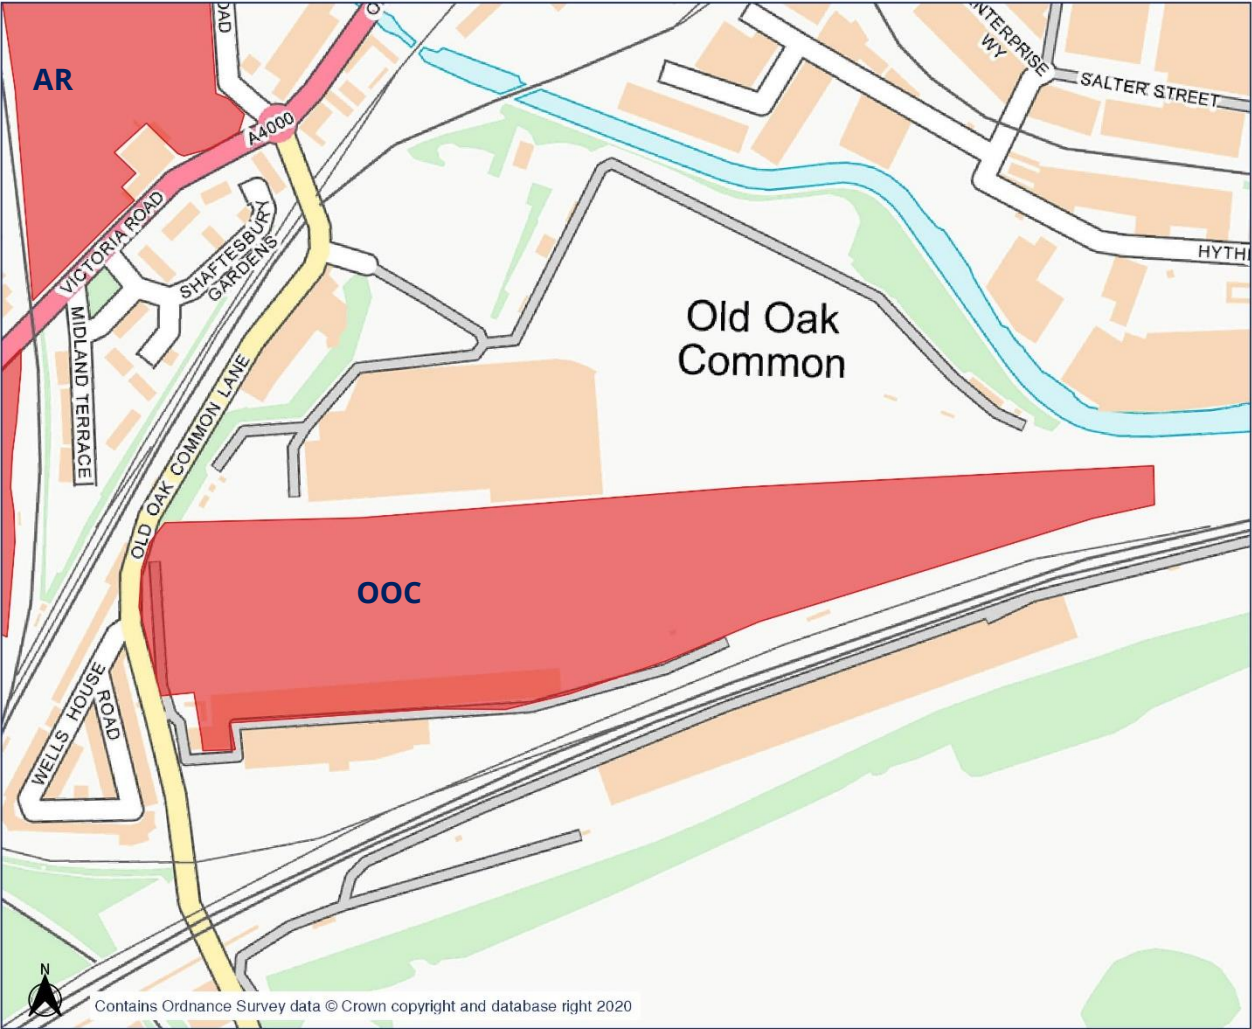 OAD
O
ENTERPRISE
WY
SALTER STREET
AR
A4000
VICTORIA ROAD
SHAFTESBURY
GARDENS
HYTH
MIDLAND TERRACE
Old Oak
Common
OLD OAK COMMON LANE
OOC
WELLS HOUSE
ROAD
N
Contains Ordnance Survey data © Crown copyright and database right 2020